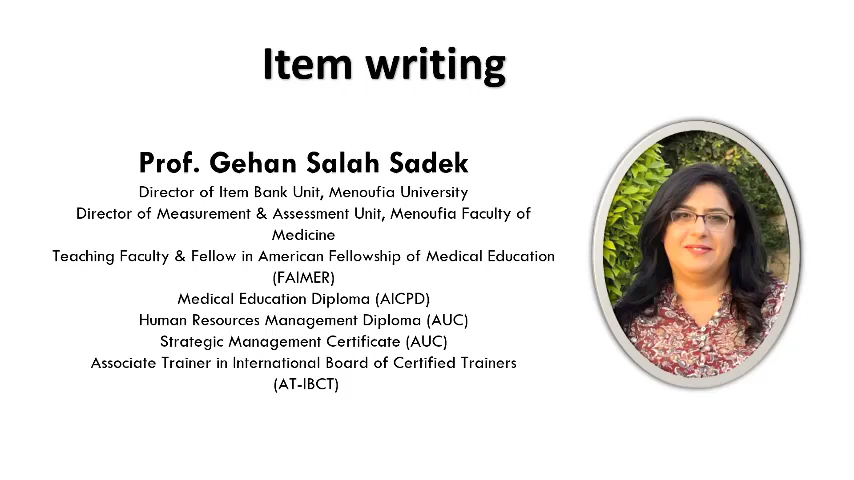 Item writing
Prof. Gehan Salah Sadek
Director of Item Bank Unit, Menoufia University
Director of Measurement & Assessment Unit, Menoufia Faculty of
Medicine
Teaching Faculty & Fellow in American Fellowship of Medical Education
(FAIMER)
Medical Education Diploma (AICPD)
Human Resources Management Diploma (AUC)
Strategic Management Certificate (AUC)
Associate Trainer in International Board of Certified Trainers
(AT-IBCT)